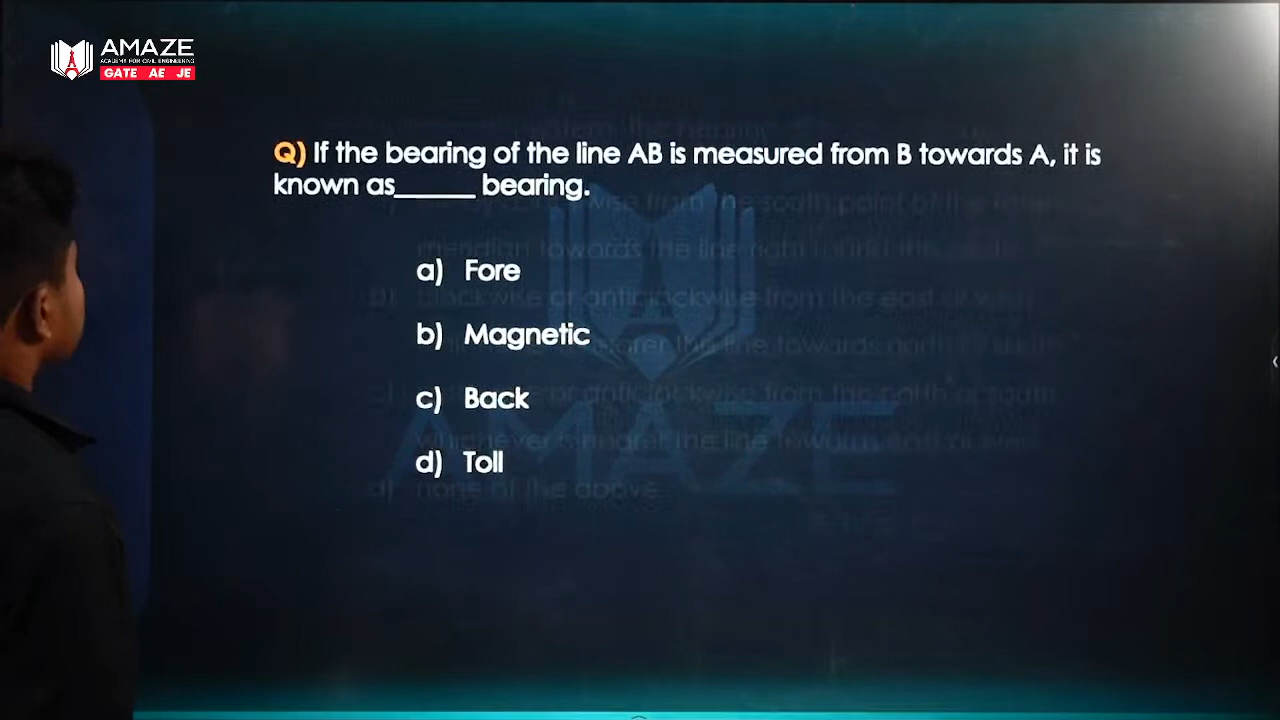 AMAZE
ACADEMY FOR CIVIL ENGINEERING
GATE AE JE
Q) If the bearing of the line AB is measured from B towards A, it is
known as______ bearing.
a) Fore
b) Magnetic
c) Back
d) Toll
AMAZE